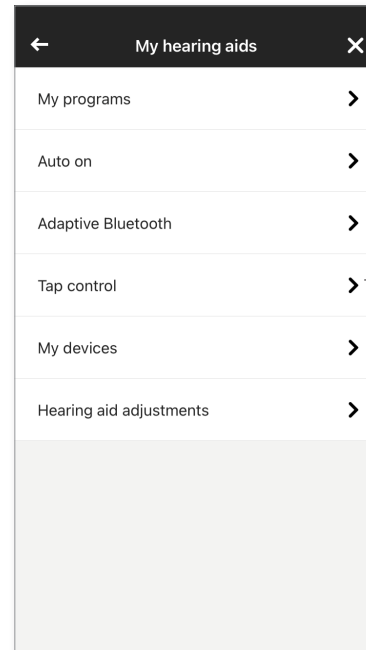 My hearing aids
My programs
Auto on
Adaptive Bluetooth
Tap control
My devices
Hearing aid adjustments